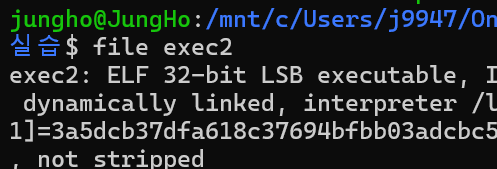 jungho@JungHo:/mnt/c/Users/j9947/On
실습$ file exec2
exec2: ELF 32-bit LSB executable, I
dynamically linked, interpreter /l
1]=3a5dcb37dfa618c37694bfbb03adcbc5
, not stripped